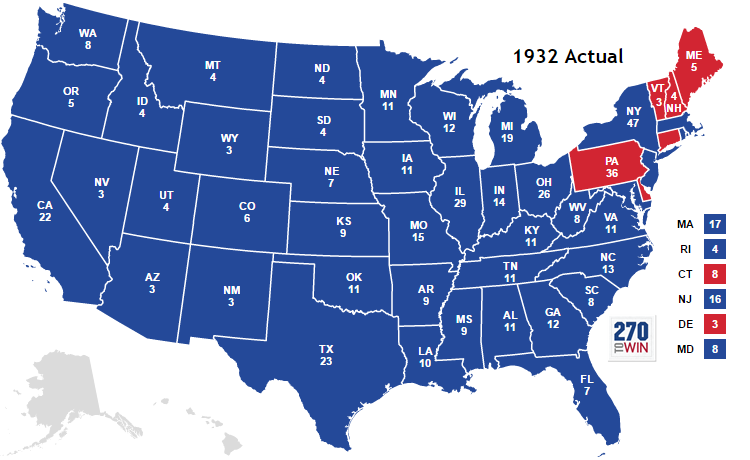 1932 Actual
WA
8
OR
5
CA
22
NV
3
ID
4
MT
4
WY
3
UT
4
AZ
3
CO
6
NM
3
ND
4
SD
4
NE
7
KS
9
OK
11
TX
23
MN
11
IA
11
MO
15
AR
9
LA
10
WI
12
IL
29
MI
19
IN
14
OH
26
KY
11
TN
11
MS
9
AL
11
GA
12
FL
7
SC
8
NC
13
VA
11
WV
8
PA
36
NY
47
VT
3
4
NH
ME
5
MA 17
RI 4
CT 8
NJ 16
DE 3
MD 8
270
TO WIN